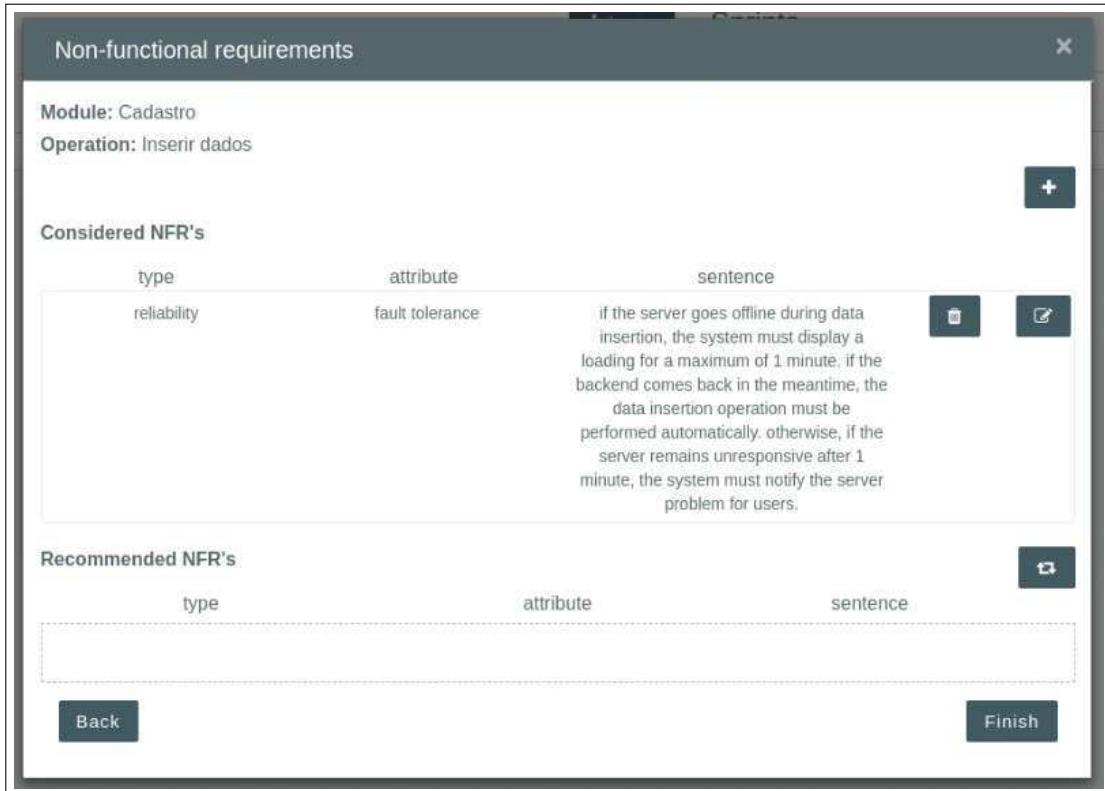 Sprints
Non-functional requirements
Module: Cadastro
Operation: Inserir dados
Considered NFR's
type attribute sentence
reliability fault tolerance if the server goes offline during data
insertion, the system must display a
loading for a maximum of 1 minute. if the
backend comes back in the meantime, the
data insertion operation must be
performed automatically. otherwise, if the
server remains unresponsive after 1
minute, the system must notify the server
problem for users.
Recommended NFR's
type attribute sentence
Back Finish